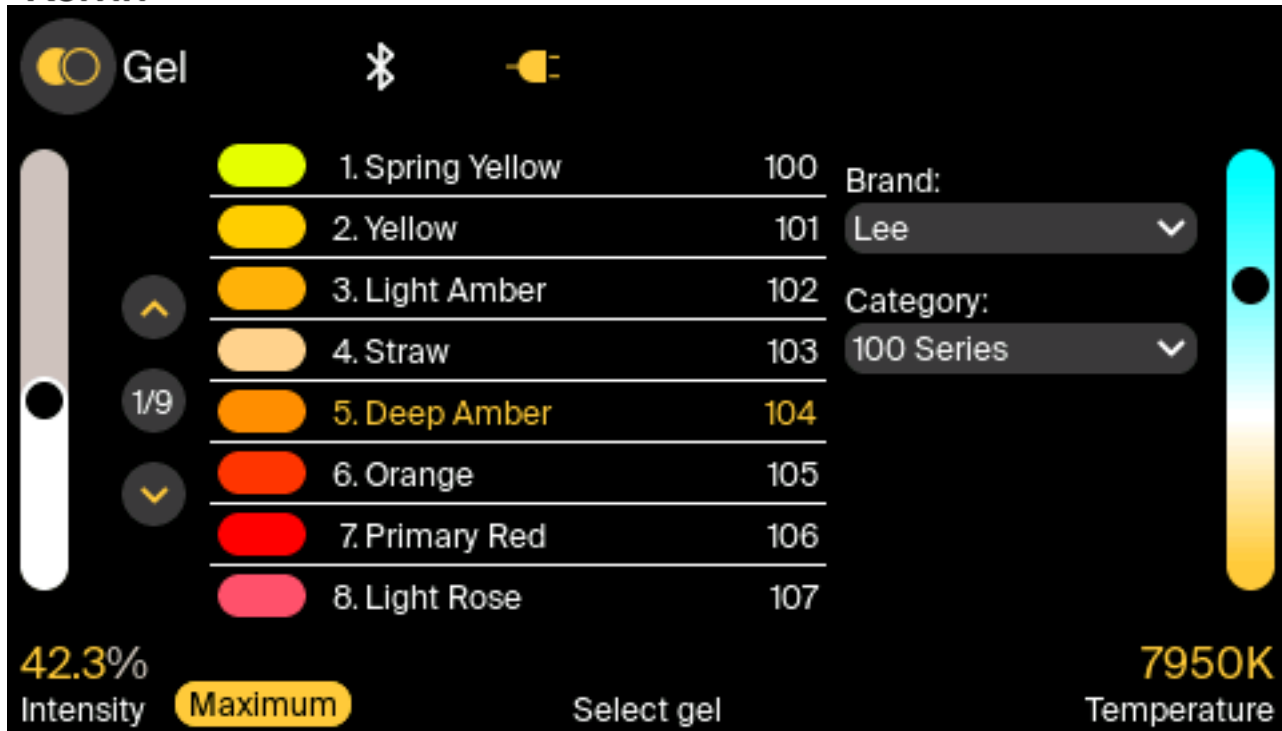 Gel
1. Spring Yellow 100
2. Yellow 101
3. Light Amber 102
4. Straw 103
5. Deep Amber 104
6. Orange 105
7. Primary Red 106
8. Light Rose 107
1/9
Brand:
Lee
Category:
100 Series
42.3%
Intensity
Maximum
Select gel
7950K
Temperature